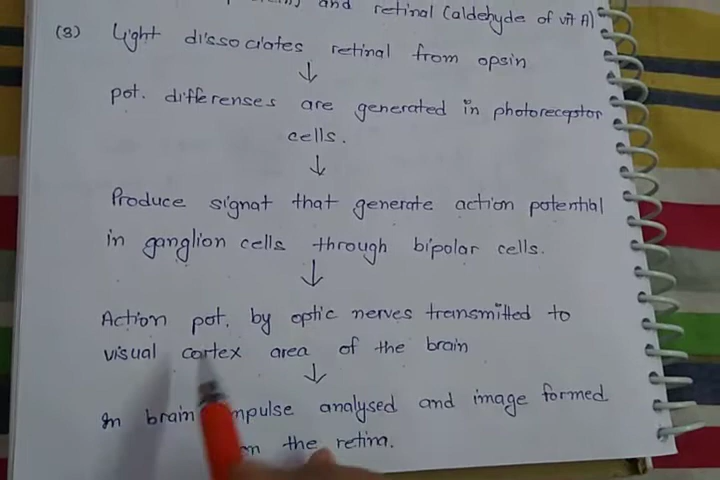 and retinal (aldehyde of vit A)
(3) Light dissociates retinal from opsin
↓
pot. differenses are generated in photoreceptor
cells.
↓
Produce signat that generate action potential
in ganglion cells through bipolar cells.
↓
Action pot. by optic nerves transmitted to
visual cortex area of the brain
↓
In brain impulse analysed and image formed
on the retina.